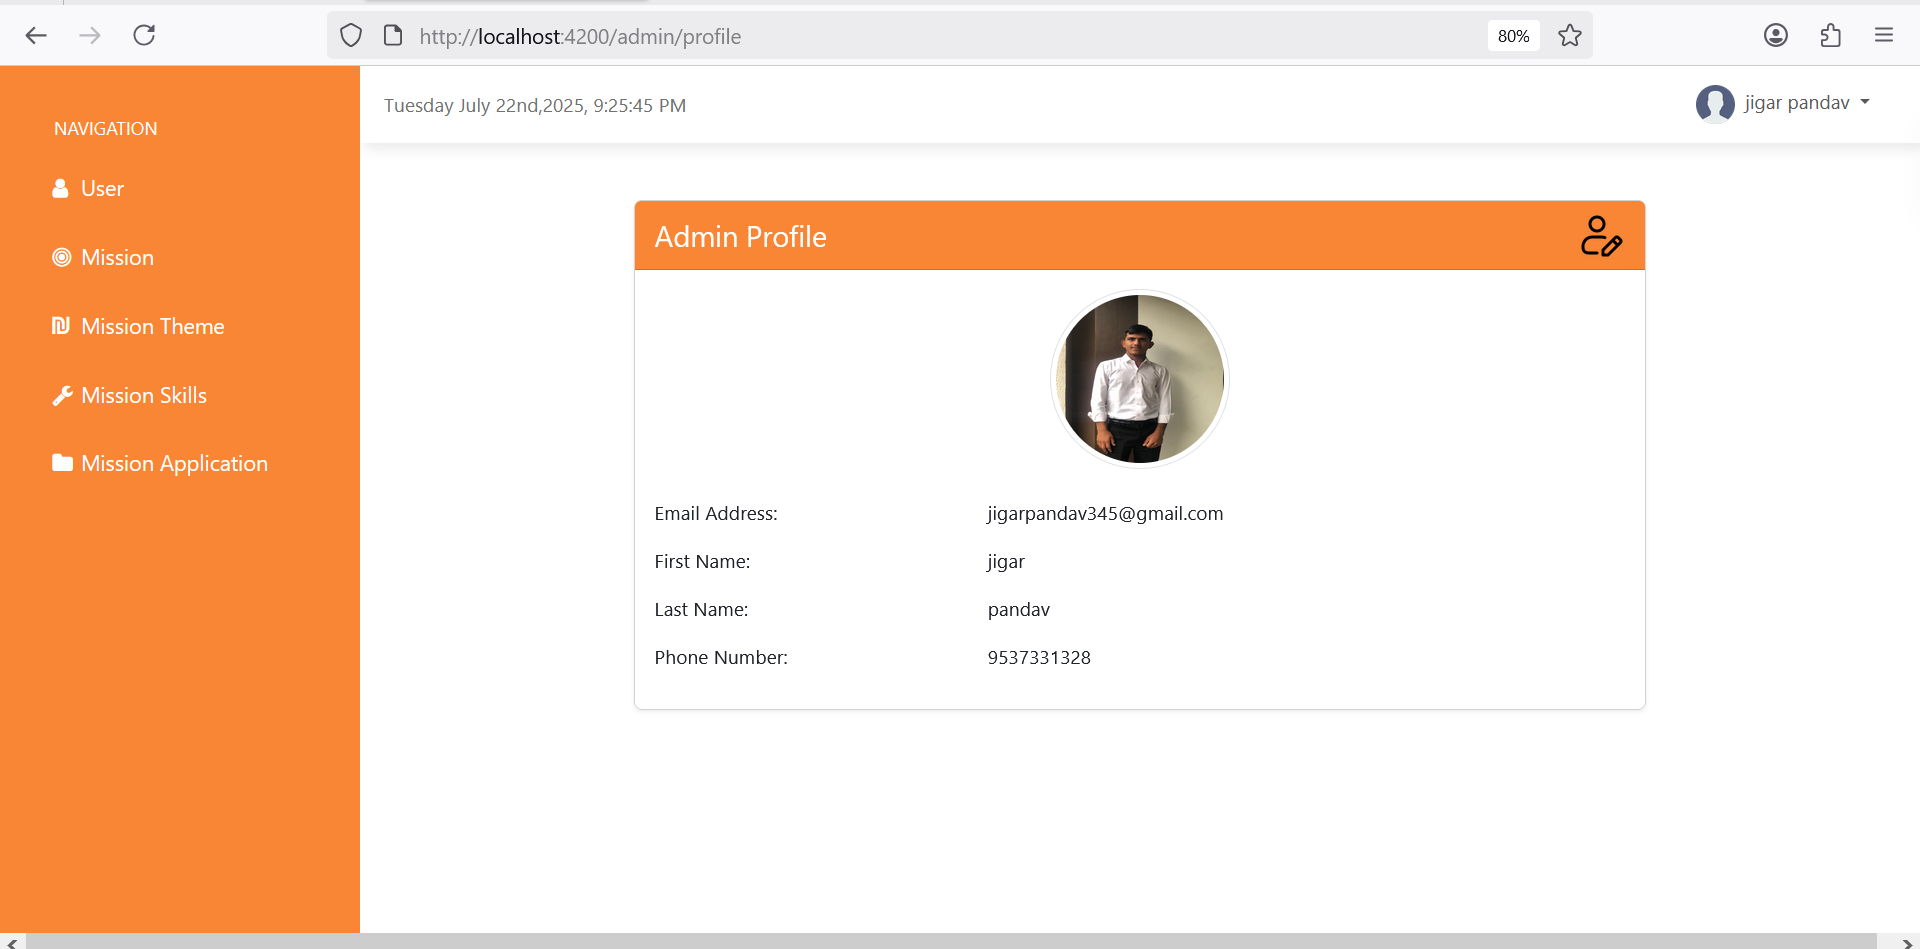 http://localhost:4200/admin/profile
80%
NAVIGATION
User
Mission
Mission Theme
Mission Skills
Mission Application
Tuesday July 22nd,2025, 9:25:45 PM
jigar pandav
Admin Profile
Email Address: jigarpandav345@gmail.com
First Name: jigar
Last Name: pandav
Phone Number: 9537331328